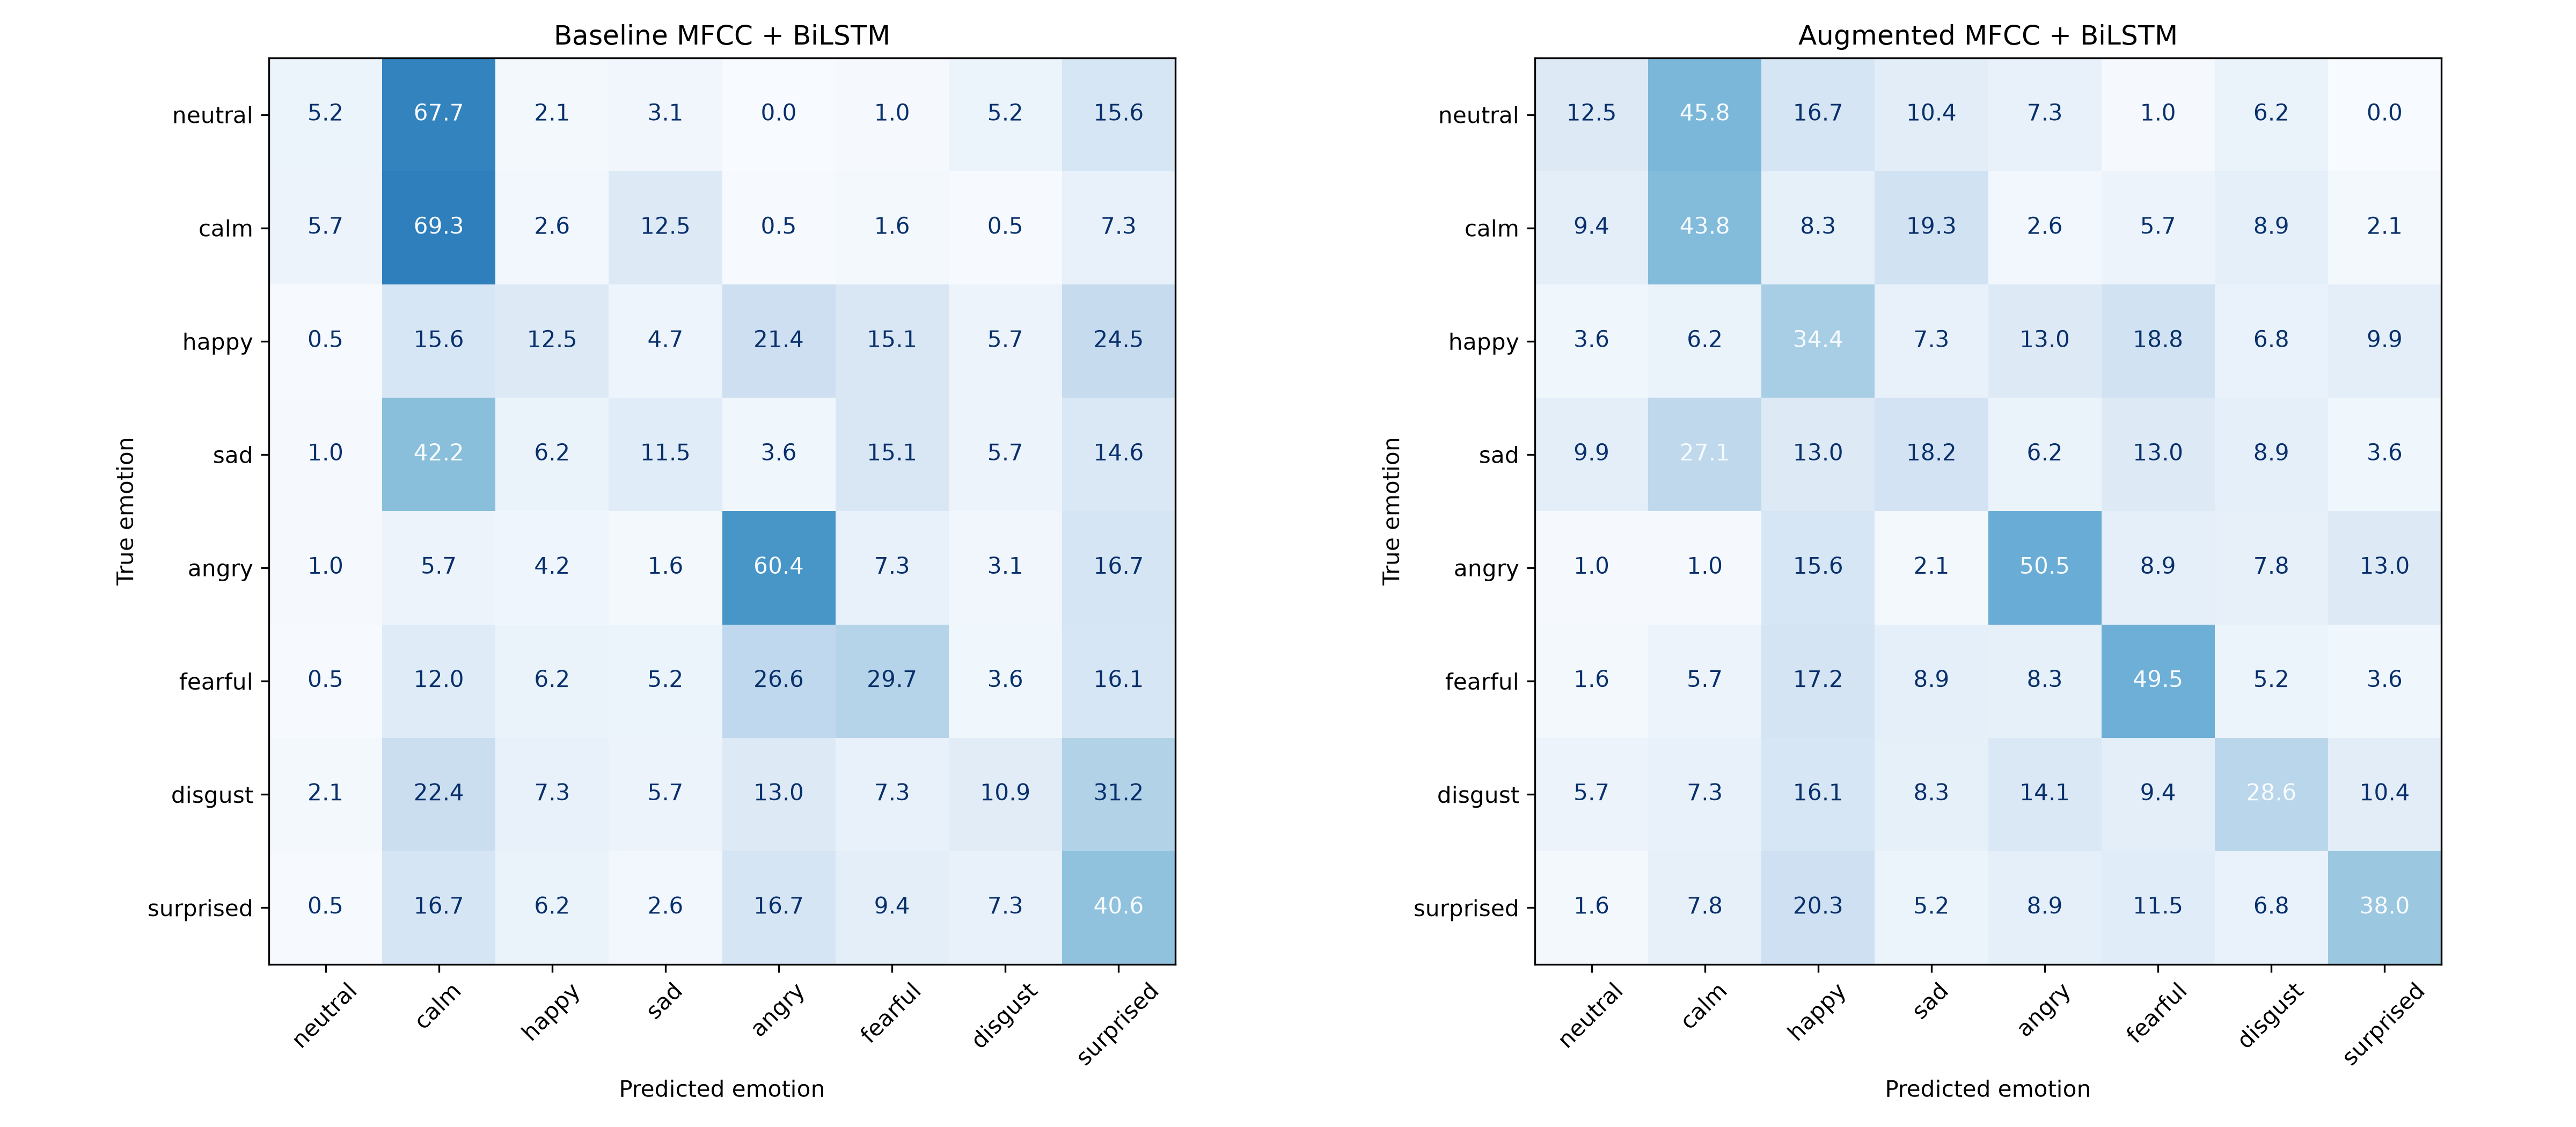 Baseline MFCC + BiLSTM
True emotion
neutral 5.2 67.7 2.1 3.1 0.0 1.0 5.2 15.6
calm 5.7 69.3 2.6 12.5 0.5 1.6 0.5 7.3
happy 0.5 15.6 12.5 4.7 21.4 15.1 5.7 24.5
sad 1.0 42.2 6.2 11.5 3.6 15.1 5.7 14.6
angry 1.0 5.7 4.2 1.6 60.4 7.3 3.1 16.7
fearful 0.5 12.0 6.2 5.2 26.6 29.7 3.6 16.1
disgust 2.1 22.4 7.3 5.7 13.0 7.3 10.9 31.2
surprised 0.5 16.7 6.2 2.6 16.7 9.4 7.3 40.6
neutral calm happy sad angry fearful disgust surprised
Predicted emotion
Augmented MFCC + BiLSTM
True emotion
neutral 12.5 45.8 16.7 10.4 7.3 1.0 6.2 0.0
calm 9.4 43.8 8.3 19.3 2.6 5.7 8.9 2.1
happy 3.6 6.2 34.4 7.3 13.0 18.8 6.8 9.9
sad 9.9 27.1 13.0 18.2 6.2 13.0 8.9 3.6
angry 1.0 1.0 15.6 2.1 50.5 8.9 7.8 13.0
fearful 1.6 5.7 17.2 8.9 8.3 49.5 5.2 3.6
disgust 5.7 7.3 16.1 8.3 14.1 9.4 28.6 10.4
surprised 1.6 7.8 20.3 5.2 8.9 11.5 6.8 38.0
neutral calm happy sad angry fearful disgust surprised
Predicted emotion